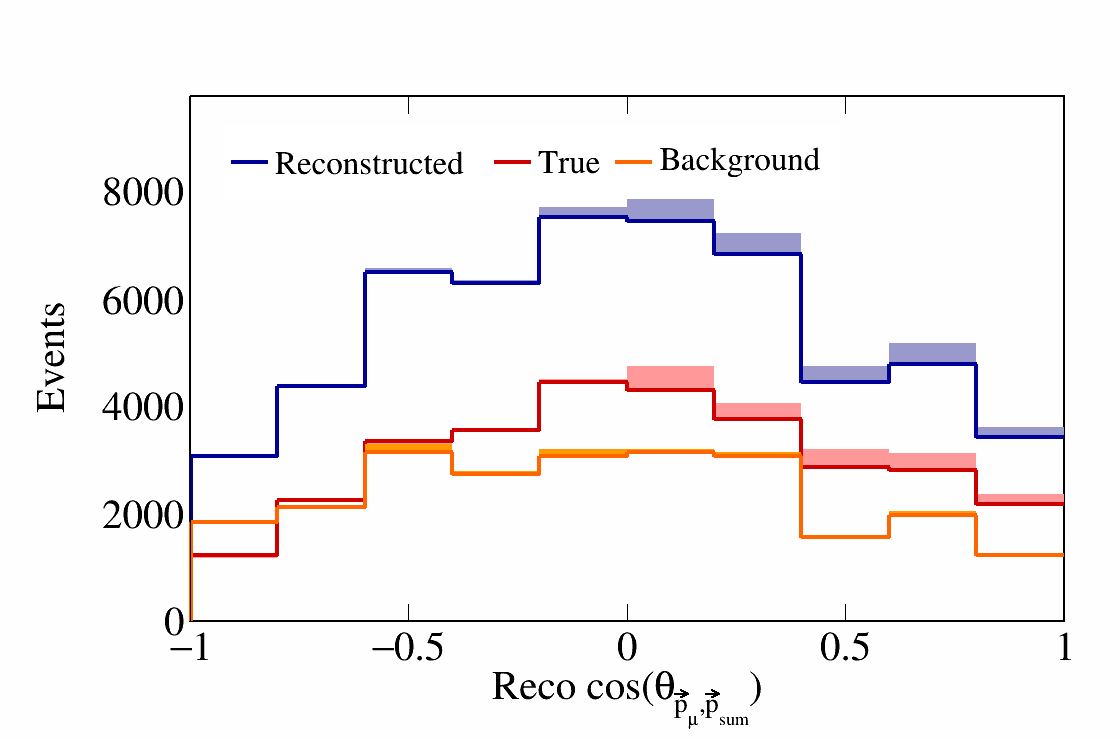 Reconstructed True Background
8000
6000
4000
2000
0
Events
−1 −0.5 0 0.5 1
Reco cos(θ p⃗μ,p⃗sum)